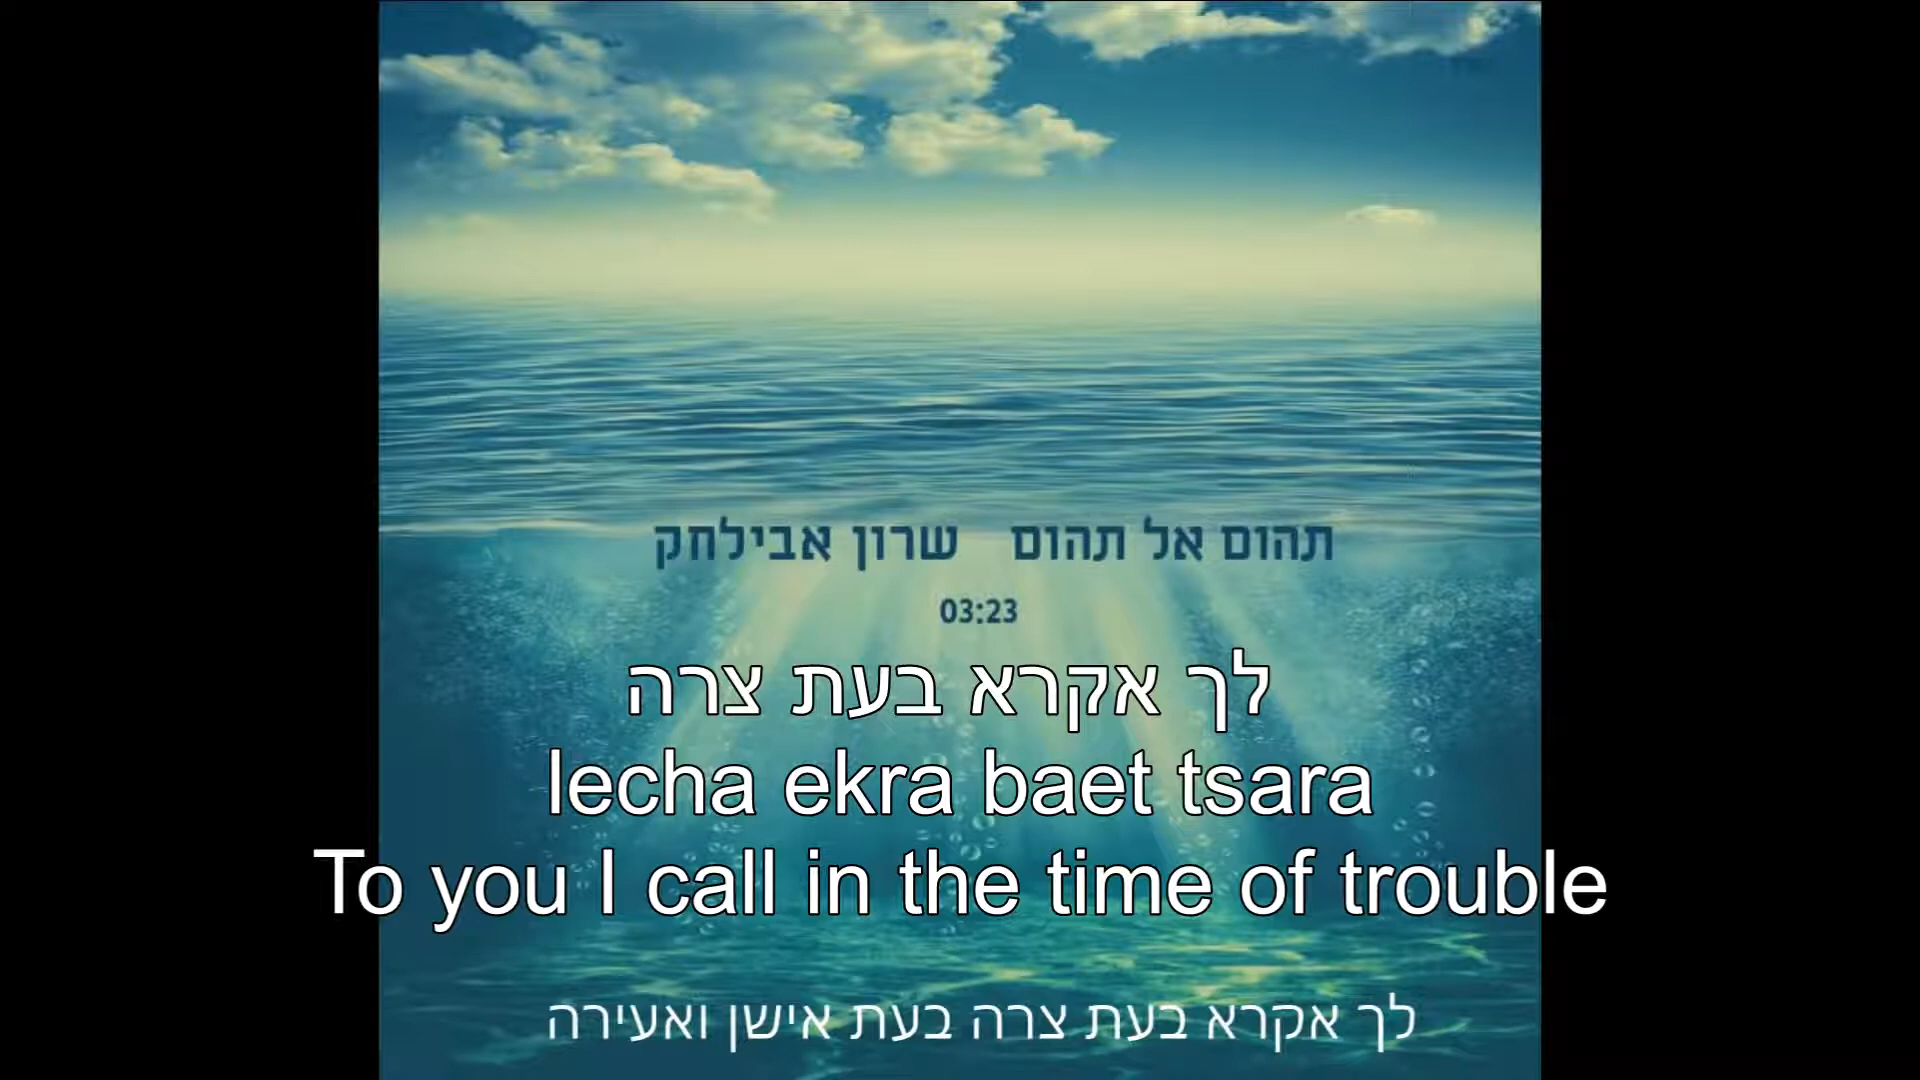 תהום אל תהום שרון אבילחק
03:23
לך אקרא בעת צרה
lecha ekra baet tsara
To you I call in the time of trouble
לך אקרא בעת צרה בעת אישן ואעירה